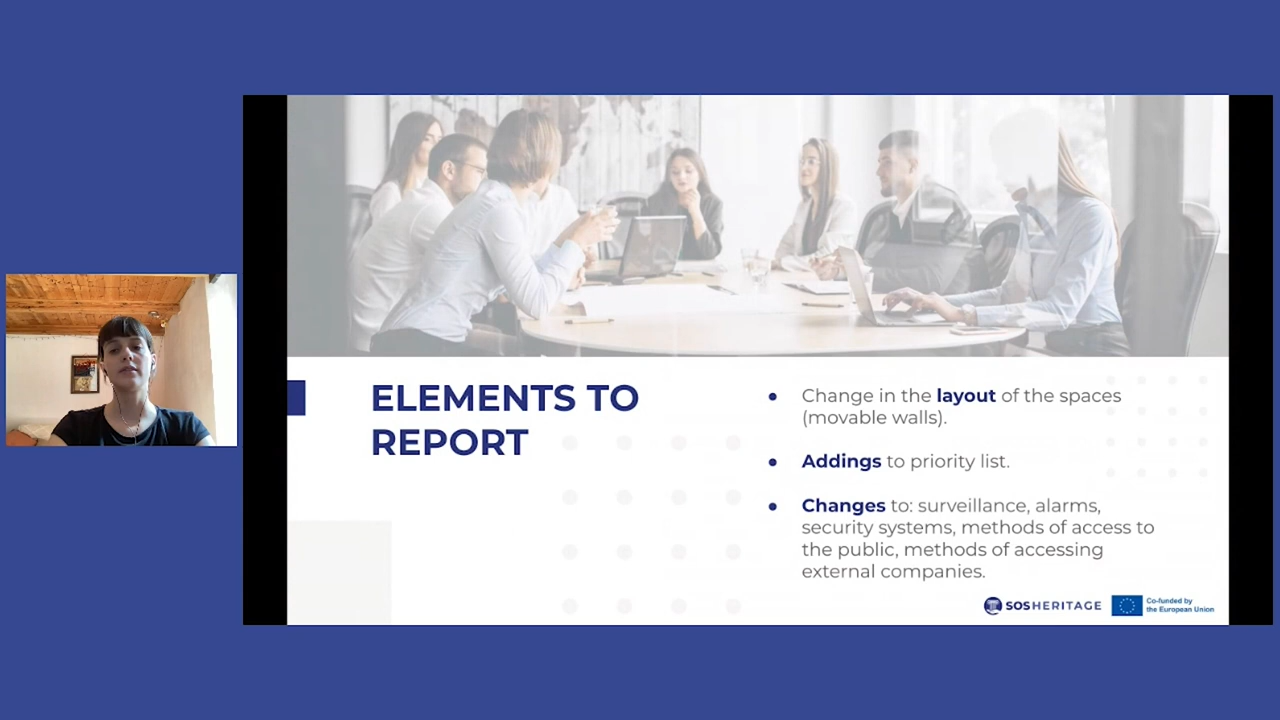 ELEMENTS TO
REPORT
Change in the layout of the spaces
(movable walls).
Addings to priority list.
Changes to: surveillance, alarms,
security systems, methods of access to
the public, methods of accessing
external companies.
SOSHERITAGE
Co-funded by
the European Union